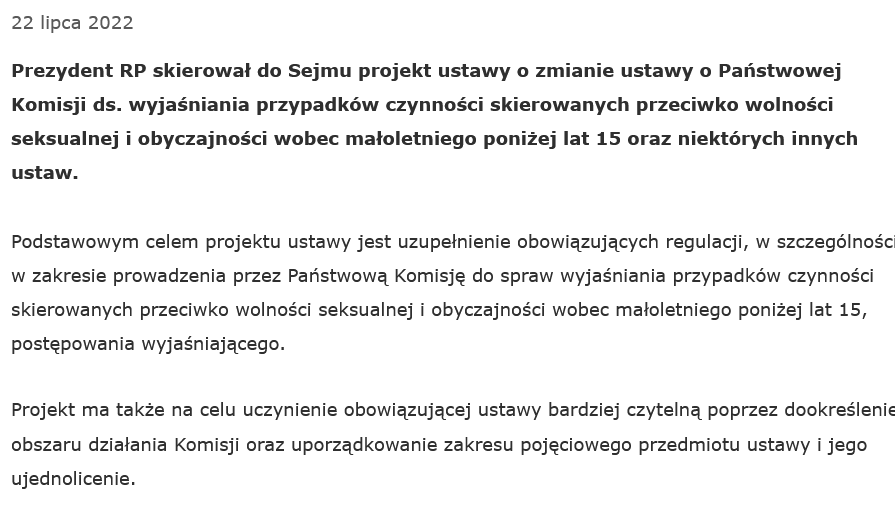 22 lipca 2022
Prezydent RP skierował do Sejmu projekt ustawy o zmianie ustawy o Państwowej
Komisji ds. wyjaśniania przypadków czynności skierowanych przeciwko wolności
seksualnej i obyczajności wobec małoletniego poniżej lat 15 oraz niektórych innych
ustaw.
Podstawowym celem projektu ustawy jest uzupełnienie obowiązujących regulacji, w szczególności
w zakresie prowadzenia przez Państwową Komisję do spraw wyjaśniania przypadków czynności
skierowanych przeciwko wolności seksualnej i obyczajności wobec małoletniego poniżej lat 15,
postępowania wyjaśniającego.
Projekt ma także na celu uczynienie obowiązującej ustawy bardziej czytelną poprzez dookreślenie
obszaru działania Komisji oraz uporządkowanie zakresu pojęciowego przedmiotu ustawy i jego
ujednolicenie.